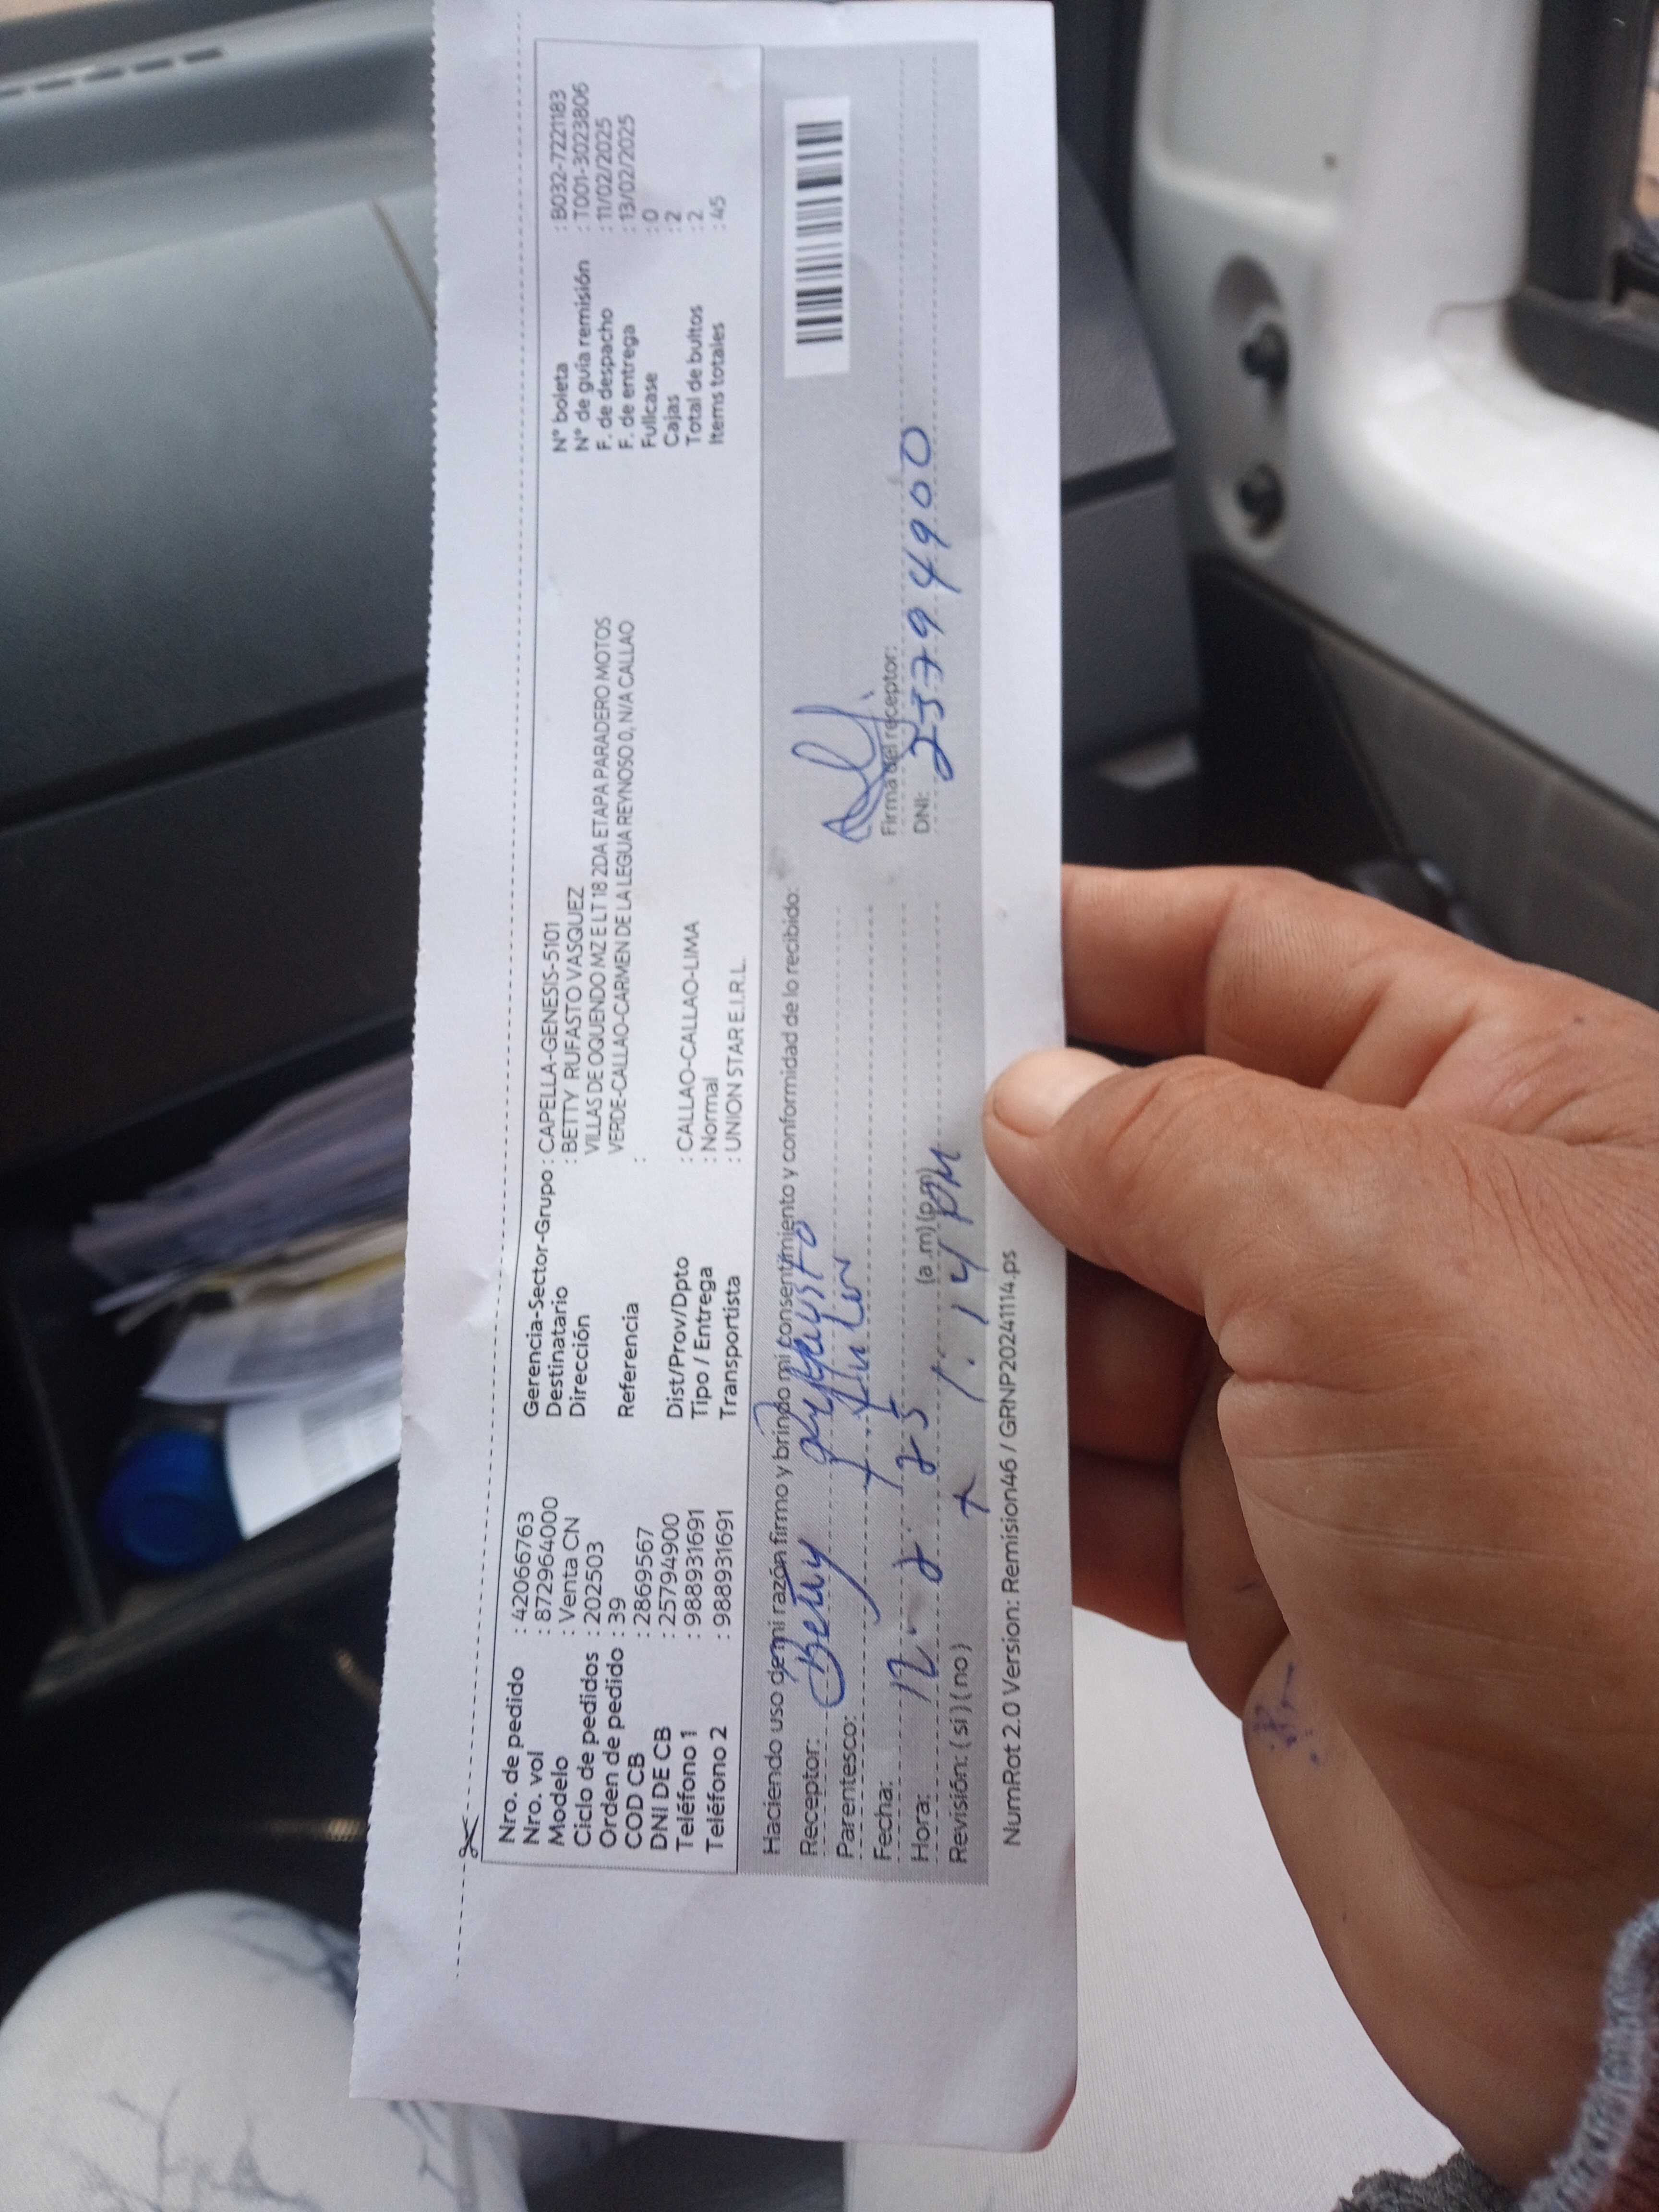 Nro. de pedido : 42066763
Nro. vol : 872964000
Modelo : Venta CN
Ciclo de pedidos : 202503
Orden de pedido : 39
COD CB : 28695567
DNI DE CB : 25794900
Teléfono 1 : 988931691
Teléfono 2 : 988931691
Gerencia-Sector-Grupo : CAPELLA-GENESIS-5101
Destinatario : BETTY RUFASTO VASQUEZ
Dirección VILLAS DE OQUENDO MZ E LT 18 2DA ETAPA PARADERO MOTOS
VERDE-CALLAO-CARMEN DE LA LEGUA REYNOSO 0, N/A CALLAO
Referencia :
Dist/Prov/Dpto : CALLAO-CALLAO-LIMA
Tipo / Entrega : Normal
Transportista : UNION STAR E.I.R.L.
N° boleta : B032-7221183
N° de guía remisión : T001-3023806
F. de despacho : 11/02/2025
F. de entrega : 13/02/2025
Fullcase : 0
Cajas : 2
Total de bultos : 2
Items totales : 45
Haciendo uso de mi razón firmo y brindo mi consentimiento y conformidad de lo recibido:
Receptor: Betty Rufasto
Parentesco: Titular
Fecha: 12 - 2 - 25
Hora: 1:14 pm (a.m) (p.m)
Revisión: ( si ) ( no )
Firma del receptor:
DNI: 25794900
NumRot 2.0 Version: Remision46 / GRNP20241114.ps